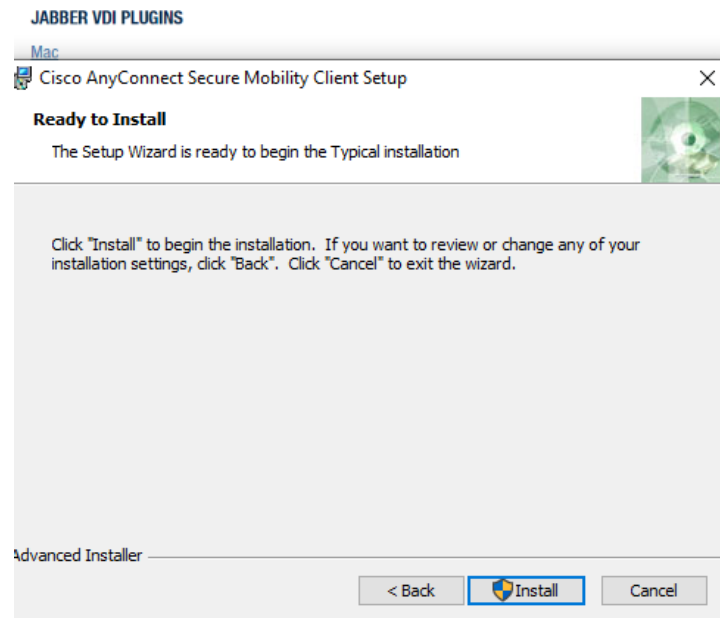 JABBER VDI PLUGINS
Mac
Cisco AnyConnect Secure Mobility Client Setup
Ready to Install
The Setup Wizard is ready to begin the Typical installation
Click "Install" to begin the installation. If you want to review or change any of your
installation settings, click "Back". Click "Cancel" to exit the wizard.
Advanced Installer
< Back Install Cancel